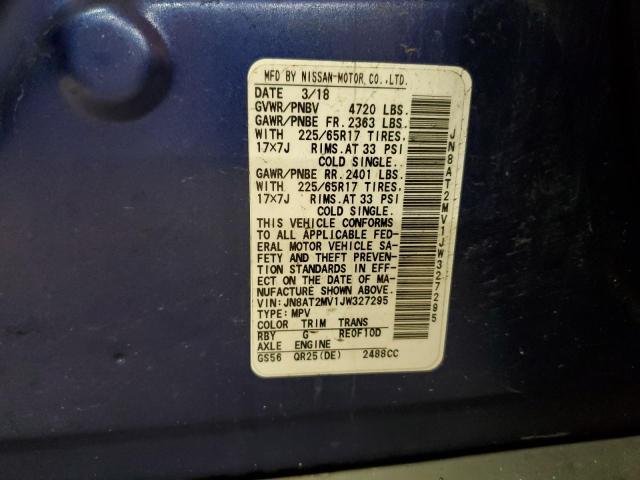 MFD BY NISSAN-MOTOR CO.,LTD.
DATE 3/18
GVWR/PNBV 4720 LBS.
GAWR/PNBE FR. 2363 LBS.
WITH 225/65R17 TIRES,
17×7J RIMS.AT 33 PSI
COLD SINGLE.
GAWR/PNBE RR. 2401 LBS.
WITH 225/65R17 TIRES,
17×7J RIMS.AT 33 PSI
COLD SINGLE.
THIS VEHICLE CONFORMS
TO ALL APPLICABLE FED-
ERAL MOTOR VEHICLE SA-
FETY AND THEFT PREVEN-
TION STANDARDS IN EFF-
ECT ON THE DATE OF MA-
NUFACTURE SHOWN ABOVE.
VIN:JN8AT2MV1JW327295
TYPE:MPV
COLOR TRIM TRANS
RBY G RE0F10D
AXLE ENGINE
GS56 QR25(DE) 2488CC
JN8AT2MV1JW327295